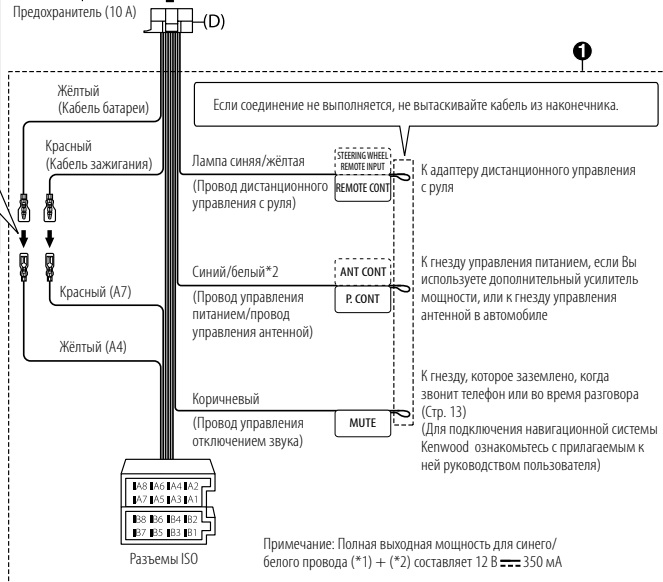 Предохранитель (10 A)
(D)
1
Жёлтый
(Кабель батареи)
Если соединение не выполняется, не вытаскивайте кабель из наконечника.
Красный
(Кабель зажигания)
Лампа синяя/жёлтая
(Провод дистанционного
управления с руля)
STEERING WHEEL
REMOTE INPUT
REMOTE CONT
К адаптеру дистанционного управления
с руля
Синий/белый*2
(Провод управления
питанием/провод
управления антенной)
ANT CONT
P. CONT
К гнезду управления питанием, если Вы
используете дополнительный усилитель
мощности, или к гнезду управления
антенной в автомобиле
Красный (A7)
Жёлтый (A4)
Коричневый
(Провод управления
отключением звука)
MUTE
К гнезду, которое заземлено, когда
звонит телефон или во время разговора
(Стр. 13)
(Для подключения навигационной системы
Kenwood ознакомьтесь с прилагаемым к
ней руководством пользователя)
A8 A6 A4 A2
A7 A5 A3 A1
B8 B6 B4 B2
B7 B5 B3 B1
Разъемы ISO
Примечание: Полная выходная мощность для синего/
белого провода (*1) + (*2) составляет 12 В ⎓ 350 мА